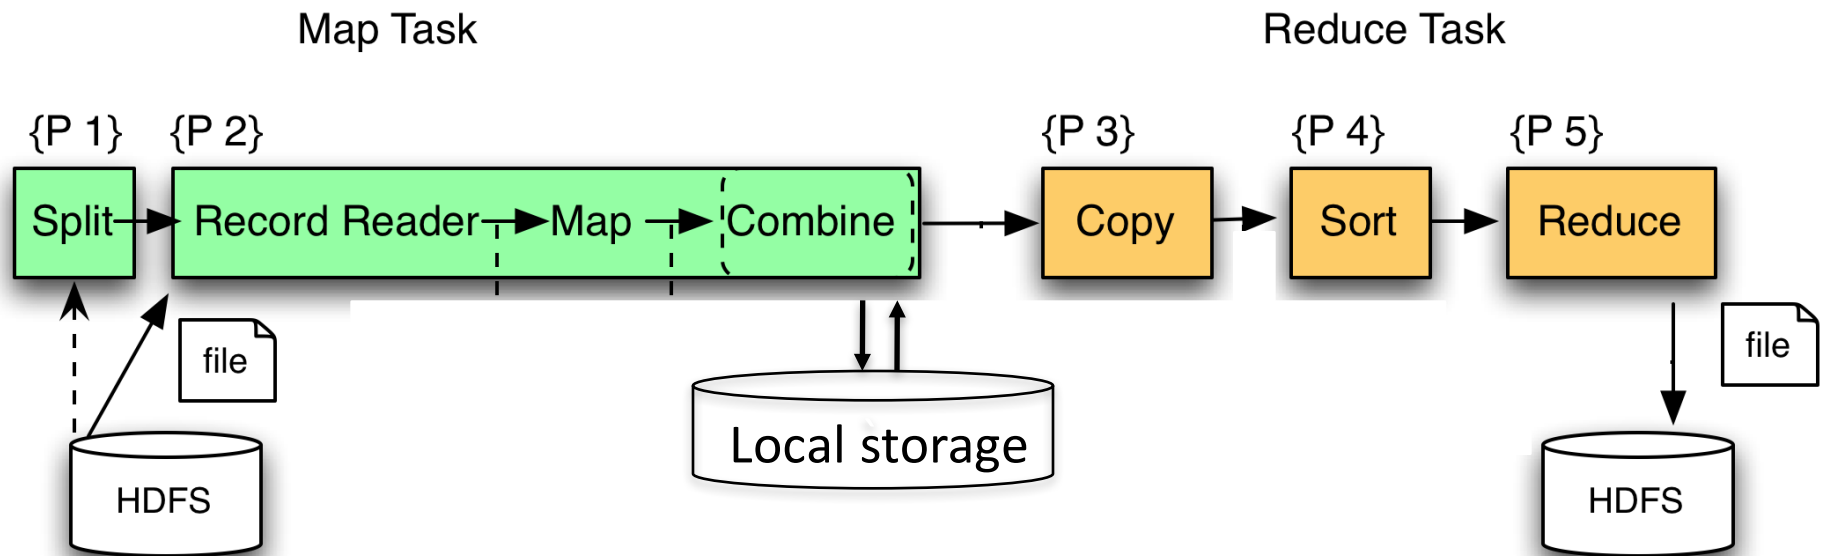 Map Task
Reduce Task
{P 1}
{P 2}
{P 3}
{P 4}
{P 5}
Split
Record Reader
Map
Combine
Copy
Sort
Reduce
file
file
Local storage
HDFS
HDFS